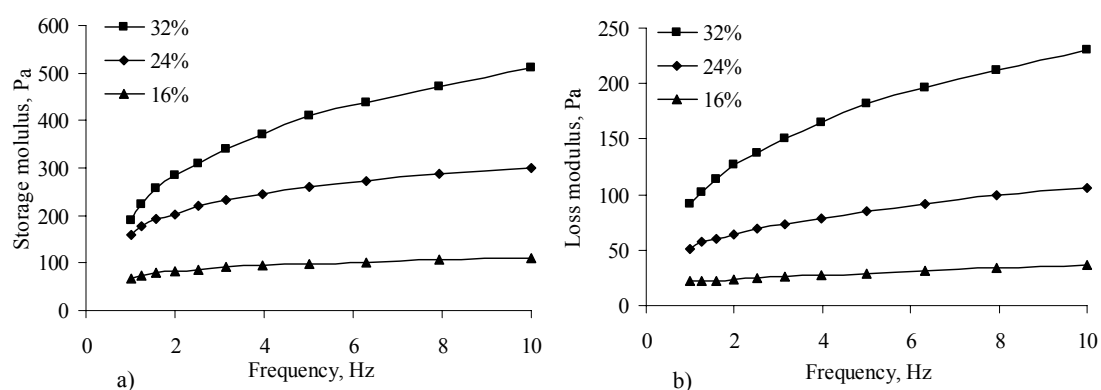 32%
24%
16%
600
500
400
300
200
100
0
Storage molulus, Pa
0 2 4 6 8 10
Frequency, Hz
a)
32%
24%
16%
250
200
150
100
50
0
Loss modulus, Pa
0 2 4 6 8 10
Frequency, Hz
b)